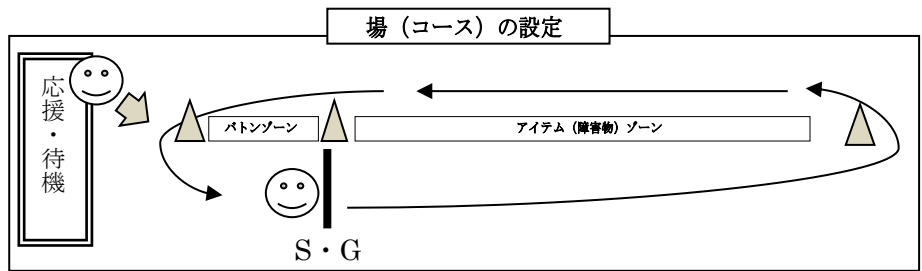 場（コース）の設定
応援・待機
バトンゾーン
アイテム（障害物）ゾーン
S・G